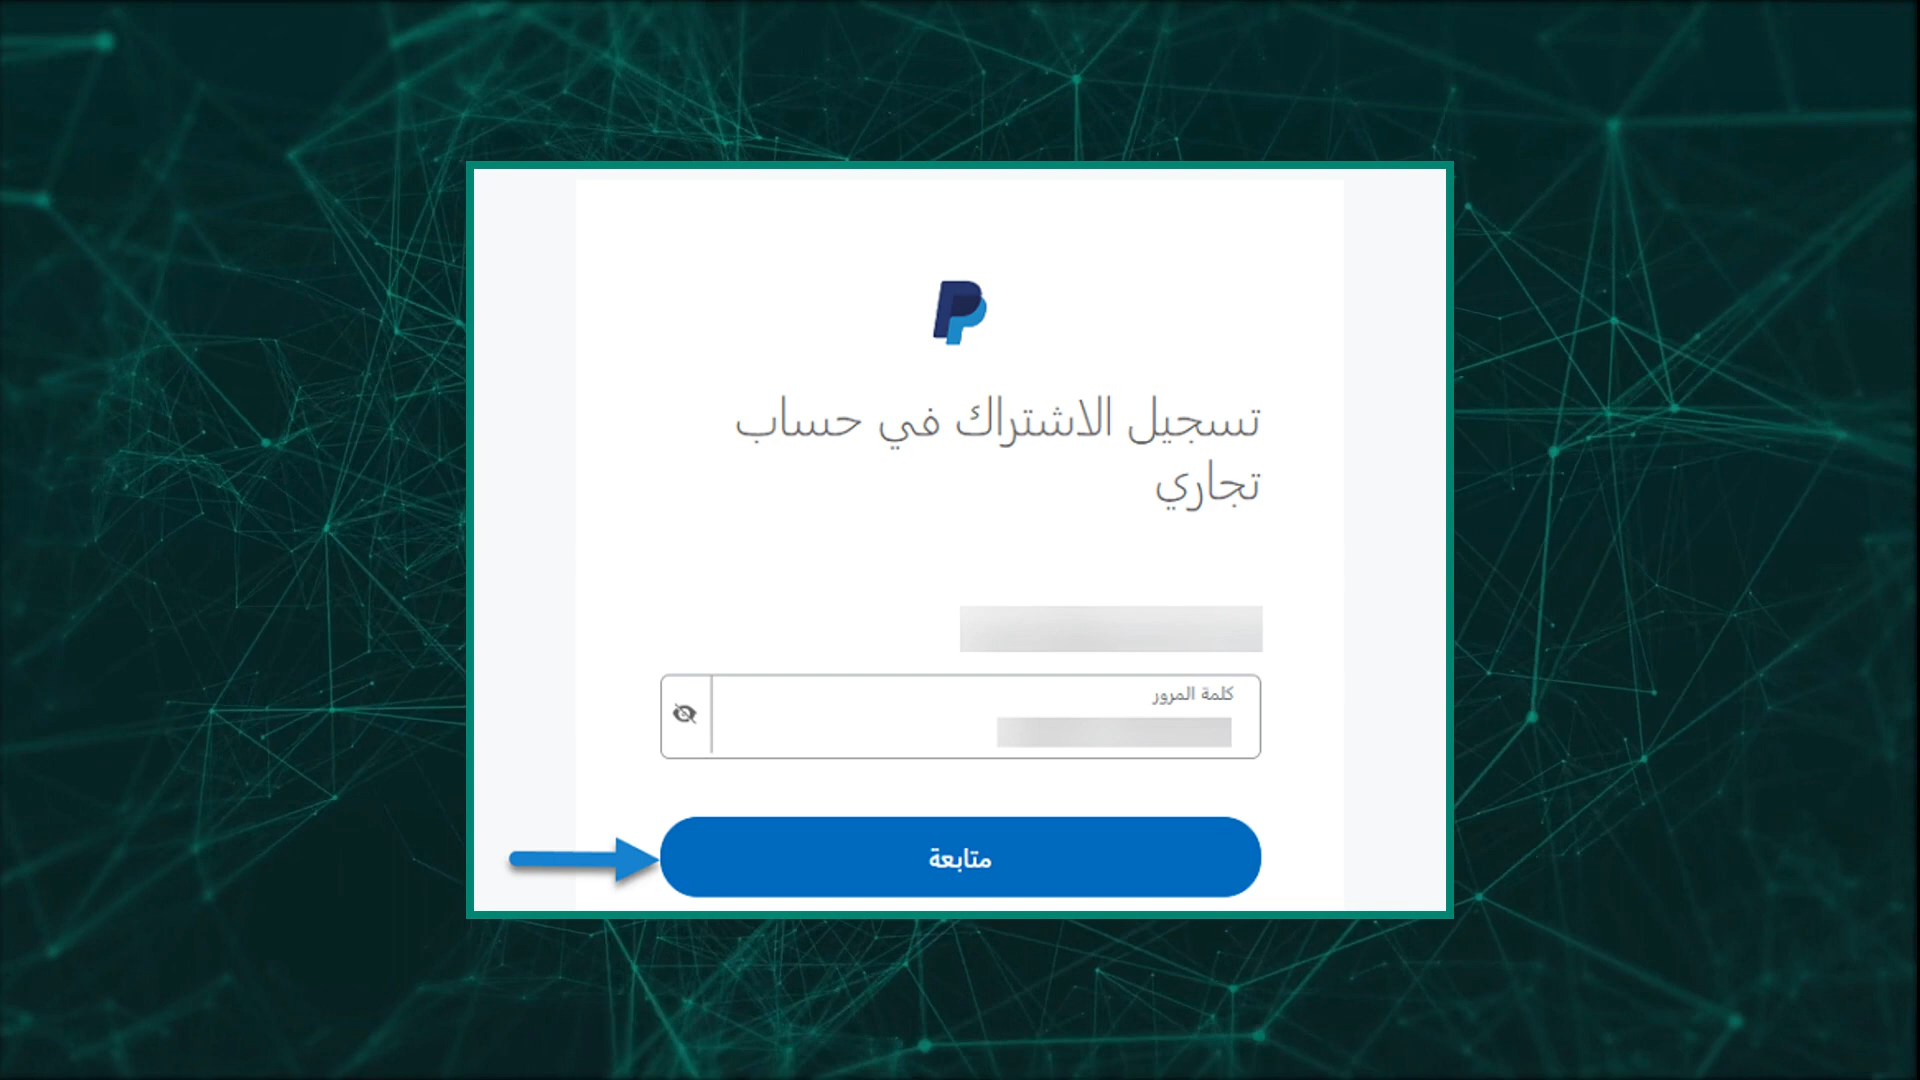 تسجيل الاشتراك في حساب
تجاري
كلمة المرور
متابعة